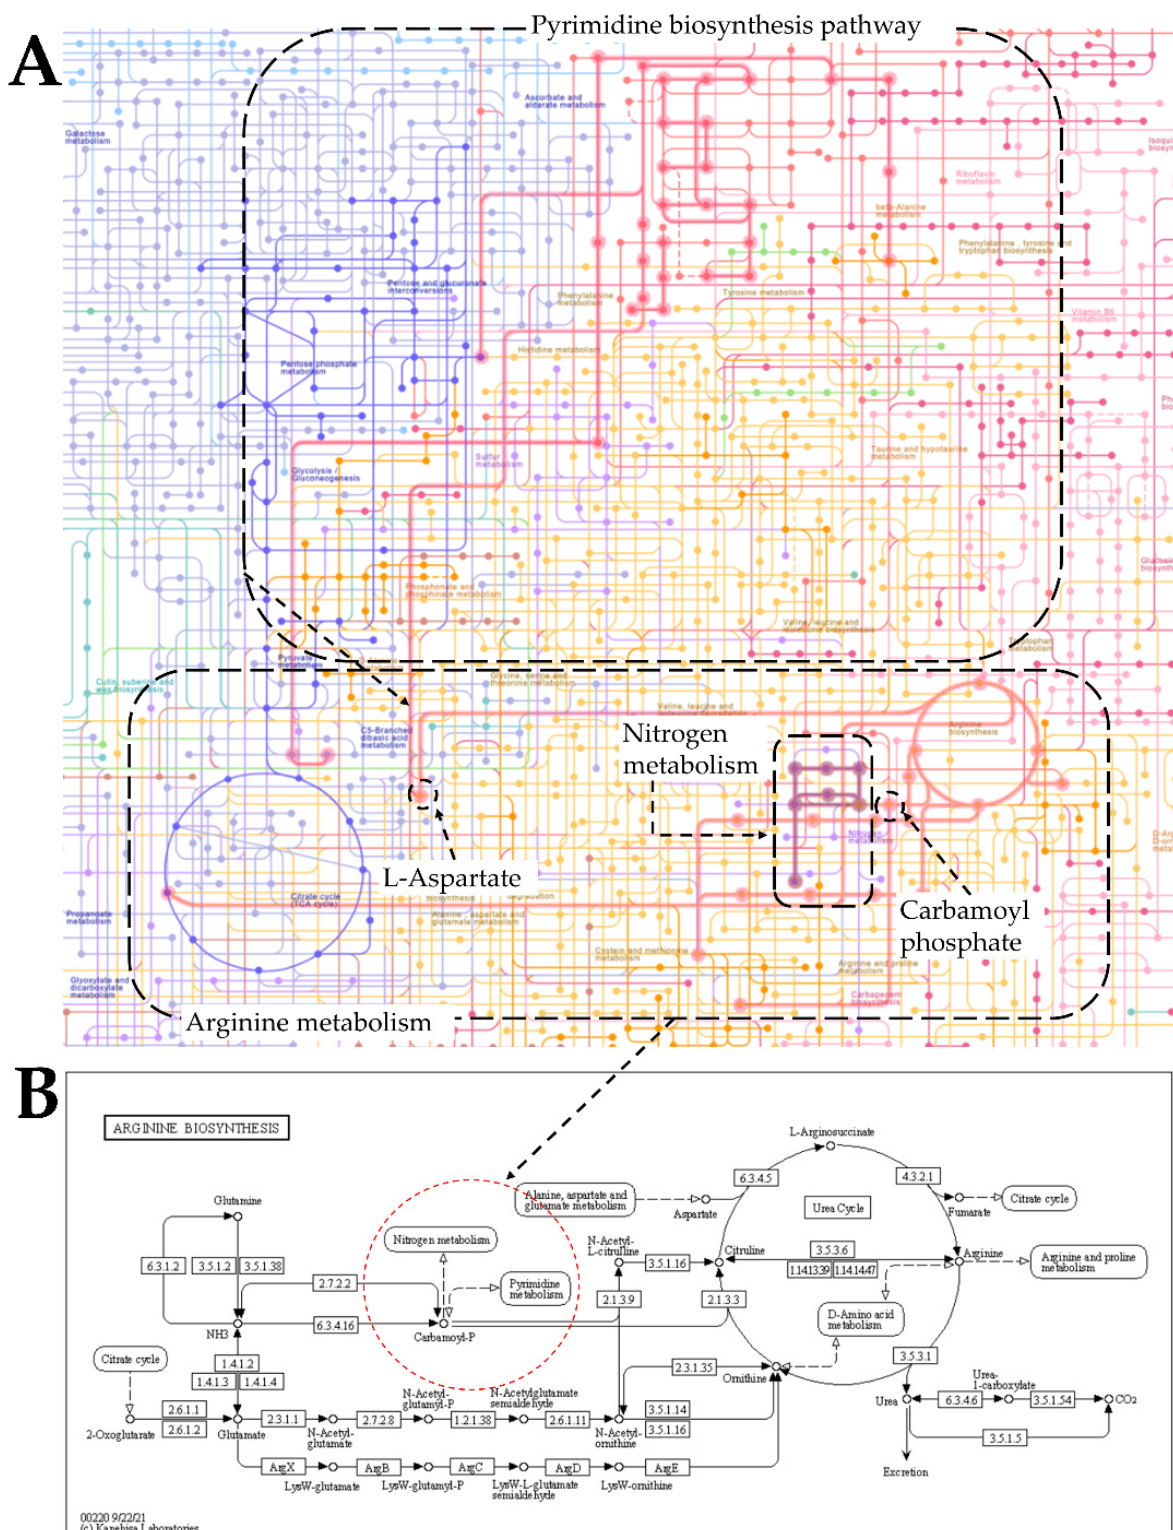 Pyrimidine biosynthesis pathway
A
Ascorbate and
aldarate metabolism
Galactose
metabolism
Riboflavin
metabolism
beta-Alanine
metabolism
Phenylalanine, tyrosine and
tryptophan biosynthesis
Pentose and glucuronate
interconversions
Phenylalanine
metabolism
Tyrosine metabolism
Vitamin B6
metabolism
Histidine metabolism
Pentose phosphate
metabolism
Taurine and hypotaurine
metabolism
Sulfur
metabolism
Glycolysis /
Gluconeogenesis
Phosphonate and
phosphinate metabolism
Valine, leucine and
isoleucine biosynthesis
Tryptophan
metabolism
Pyruvate
metabolism
Glycine, serine and
threonine metabolism
Cutin, suberine and
wax biosynthesis
Valine, leucine and
C5-Branched
dibasic acid
metabolism
Nitrogen
metabolism
Arginine
biosynthesis
Nitrogen
metabolism
L-Aspartate
Citrate cycle
(TCA cycle)
biosynthesis
Alanine, aspartate and
glutamate metabolism
Carbamoyl
phosphate
Propanoate
metabolism
Cystein and methionine
metabolism
Arginine and proline
metabolism
Glyoxylate and
dicarboxylate
metabolism
Carbapenem
biosynthesis
Arginine metabolism
B
ARGININE BIOSYNTHESIS
L-Arginosuccinate
6.3.4.5
4.3.2.1
Glutamine
Alanine, aspartate and
glutamate metabolism
Aspartate
Urea Cycle
Fumarate
Citrate cycle
Nitrogen metabolism
N-Acetyl-
L-citrulline
Citruline
3.5.3.6
Arginine
Arginine and proline
metabolism
6.3.1.2
3.5.1.2
3.5.1.38
3.5.1.16
1.14.13.39
1.14.14.47
2.7.2.2
Pyrimidine
metabolism
2.1.3.9
2.1.3.3
D-Amino acid
metabolism
NH3
6.3.4.16
Carbamoyl-P
Citrate cycle
1.4.1.2
1.4.1.3
1.4.1.4
2.3.1.35
Ornithine
3.5.3.1
Urea-
1-carboxylate
N-Acetyl-
glutamyl-P
N-Acetylglutamate
semialdehyde
2.6.1.1
2.6.1.2
2.3.1.1
2.7.2.8
1.2.1.38
2.6.1.11
3.5.1.14
3.5.1.16
Urea
6.3.4.6
3.5.1.54
CO2
2-Oxoglutarate
Glutamate
N-Acetyl-
glutamate
N-Acetyl-
ornithine
3.5.1.5
ArgX
ArgB
ArgC
ArgD
ArgE
LysW-glutamate
LysW-glutamyl-P
LysW-L-glutamate
semialdehyde
LysW-ornithine
Excretion
00220 9/22/21
(c) Kanehisa Laboratories